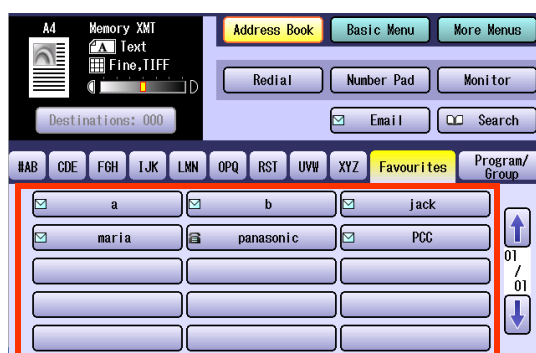 A4 Memory XMT
A Text
Fine,TIFF
D
Destinations: 000
Address Book Basic Menu More Menus
Redial Number Pad Monitor
Email Search
#AB CDE FGH IJK LMN OPQ RST UVW XYZ Favourites Program/
Group
a b jack
maria panasonic PCC
01
/
01